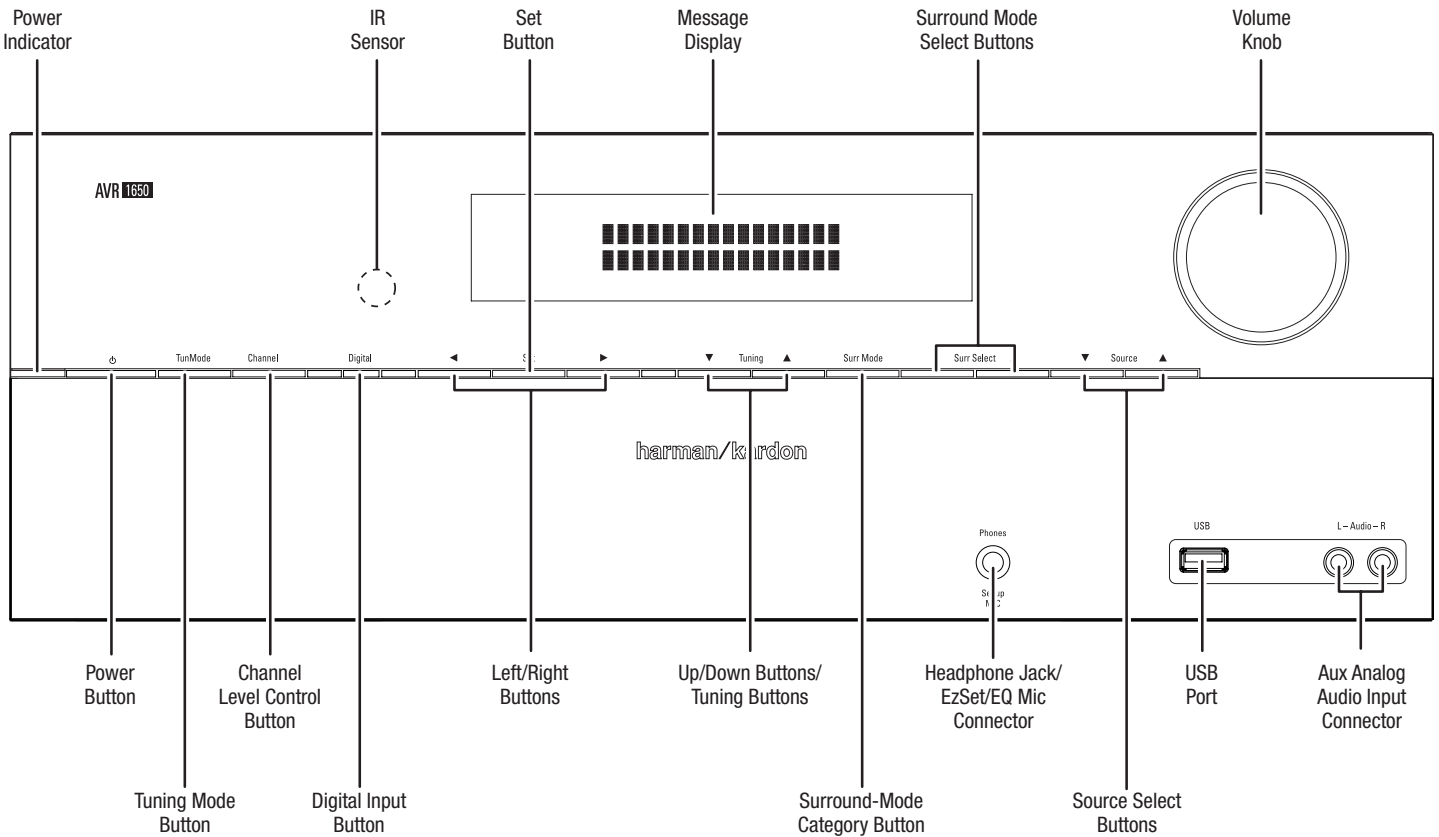 Power
Indicator
IR
Sensor
Set
Button
Message
Display
Surround Mode
Select Buttons
Volume
Knob
AVR 1650
TunMode
Channel
Digital
◄
►
▼ Tuning ▲
Surr Mode
Surr Select
▼ Source ▲
harman/kardon
Phones
USB
L – Audio – R
Power
Button
Channel
Level Control
Button
Left/Right
Buttons
Up/Down Buttons/
Tuning Buttons
Headphone Jack/
EzSet/EQ Mic
Connector
USB
Port
Aux Analog
Audio Input
Connector
Tuning Mode
Button
Digital Input
Button
Surround-Mode
Category Button
Source Select
Buttons